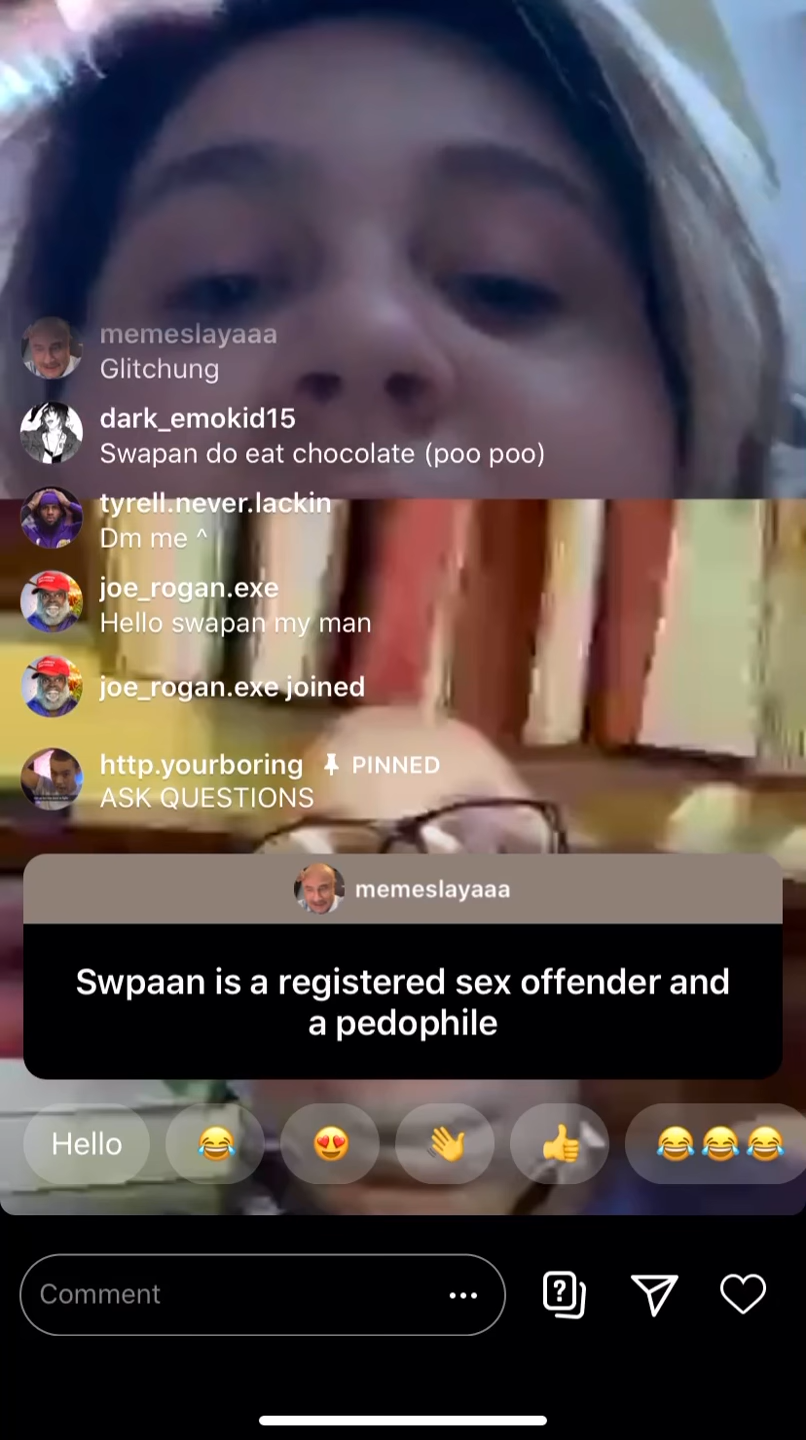 memeslayaaa
Glitchung
dark_emokid15
Swapan do eat chocolate (poo poo)
tyrell.never.lackin
Dm me ^
joe_rogan.exe
Hello swapan my man
joe_rogan.exe joined
http.yourboring PINNED
ASK QUESTIONS
memeslayaaa
Swpaan is a registered sex offender and
a pedophile
Hello
Comment